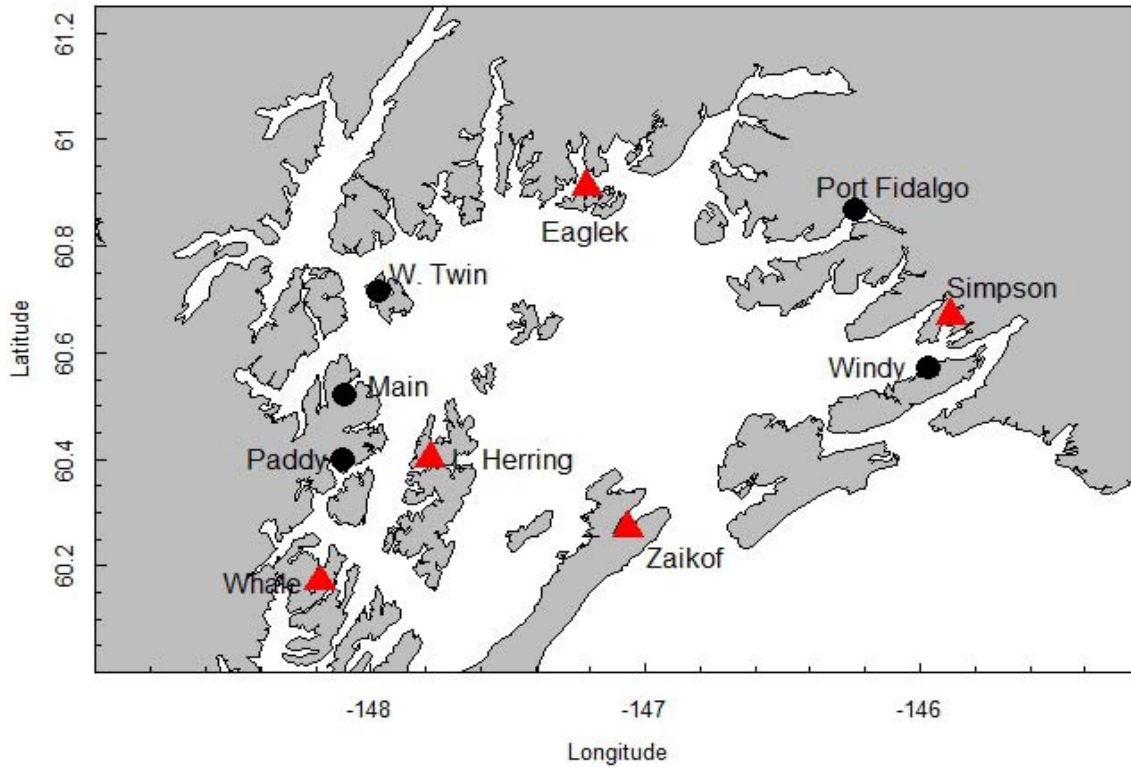 61.2
61
60.8
60.6
60.4
60.2
Latitude
Port Fidalgo
Eaglek
W. Twin
Simpson
Windy
Main
Paddy
L. Herring
Zaikof
Whale
-148
-147
-146
Longitude